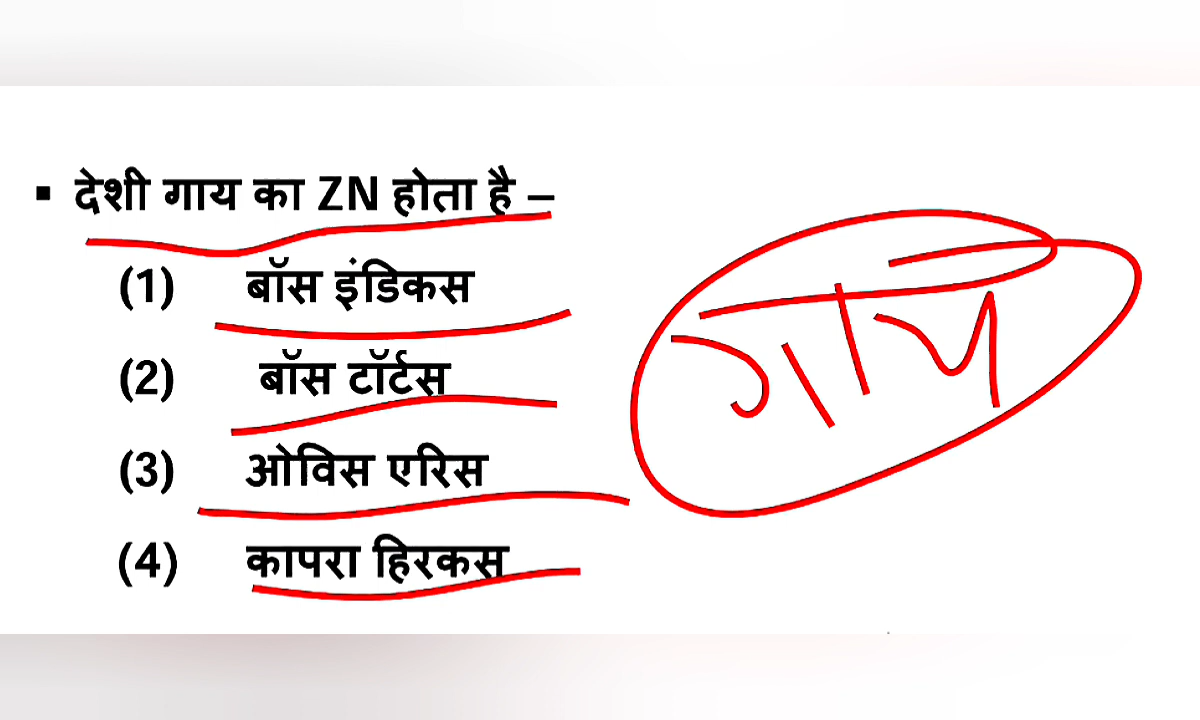 ▪ देशी गाय का ZN होता है –
(1) बॉस इंडिकस
(2) बॉस टॉर्टस
(3) ओविस एरिस
(4) कापरा हिरकस
गाय